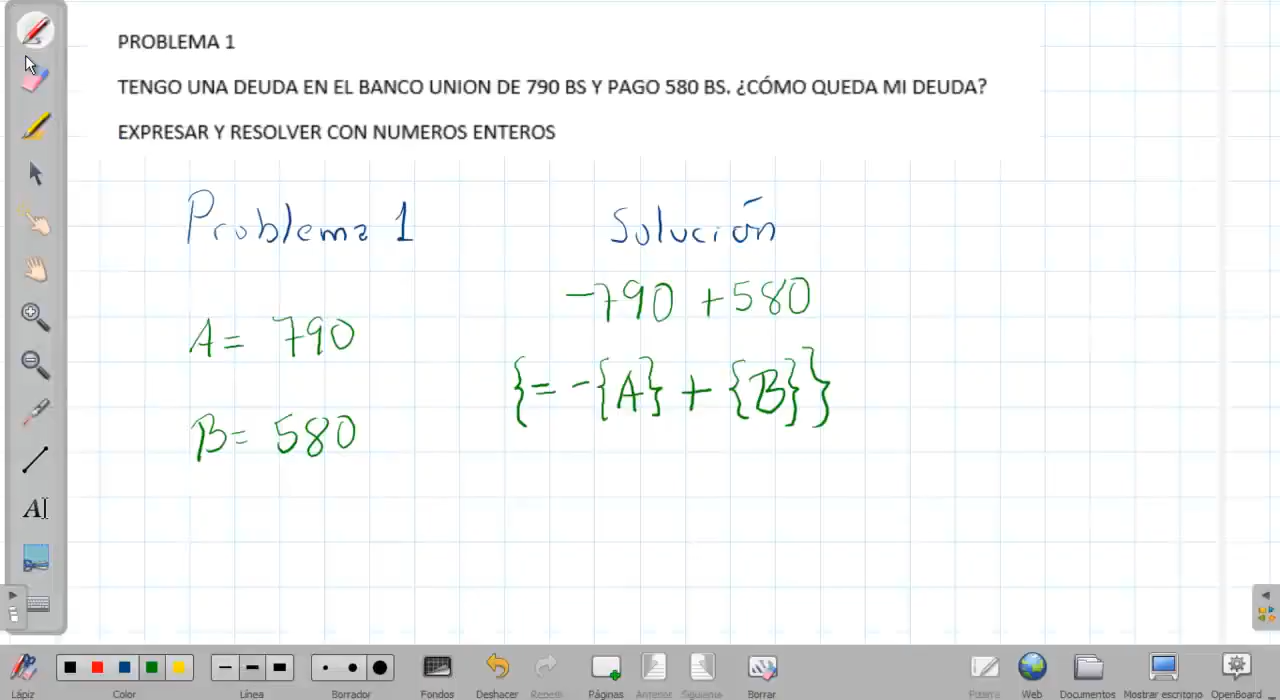 PROBLEMA 1
TENGO UNA DEUDA EN EL BANCO UNION DE 790 BS Y PAGO 580 BS. ¿CÓMO QUEDA MI DEUDA?
EXPRESAR Y RESOLVER CON NUMEROS ENTEROS
Problema 1
Solución
-790 +580
A= 790
{= -{A} + {B}}
B= 580
A
Lápiz
Color
Línea
Borrador
Fondos
Deshacer
Repetir
Páginas
Anterior
Siguiente
Borrar
Pizarra
Web
Documentos
Mostrar escritorio
OpenBoard